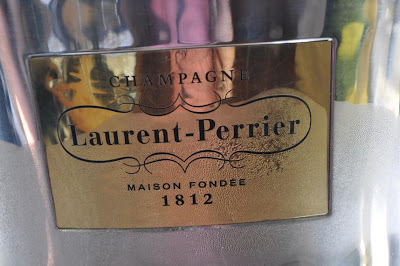 CHAMPAGNE
Laurent-Perrier
MAISON FONDÉE
1812